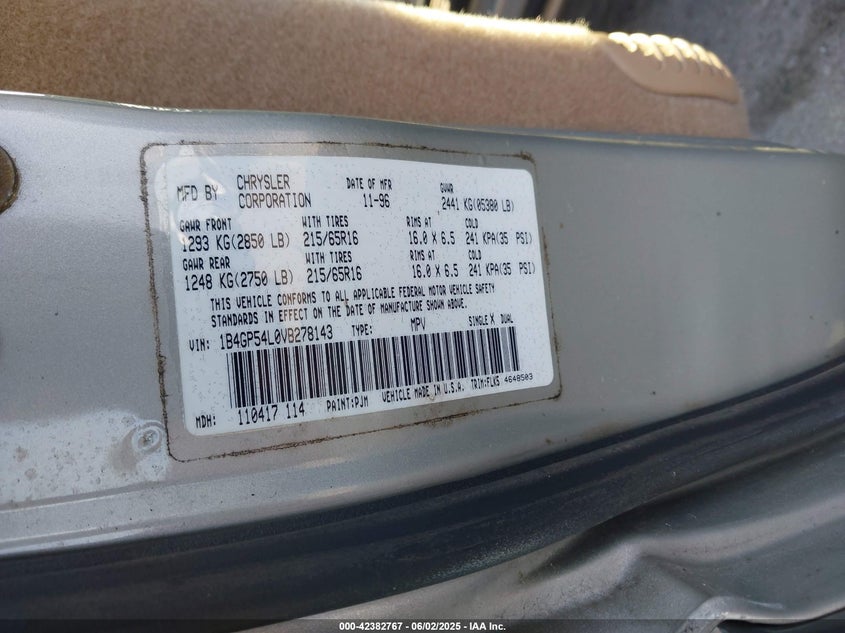 MFD BY CHRYSLER CORPORATION DATE OF MFR 11-96 GVWR 2441 KG(05380 LB)
GAWR FRONT WITH TIRES RIMS AT COLD
1293 KG(2850 LB) 215/65R16 16.0 X 6.5 241 KPA(35 PSI)
GAWR REAR WITH TIRES RIMS AT COLD
1248 KG(2750 LB) 215/65R16 16.0 X 6.5 241 KPA(35 PSI)
THIS VEHICLE CONFORMS TO ALL APPLICABLE FEDERAL MOTOR VEHICLE SAFETY
STANDARDS IN EFFECT ON THE DATE OF MANUFACTURE SHOWN ABOVE.
VIN: 1B4GP54L0VB278143 TYPE: MPV SINGLE X DUAL
MDH: 110417 114 PAINT:PJM VEHICLE MADE IN U.S.A. TRIM:FLK5 4648503
000-42382767 - 06/02/2025 - IAA Inc.